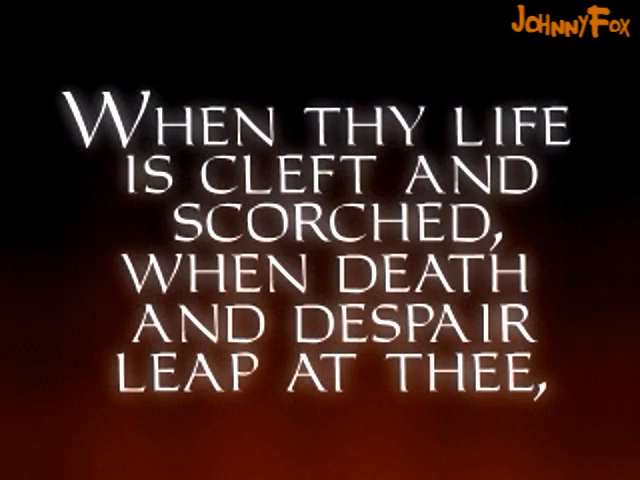 JohnnyFox
WHEN THY LIFE
IS CLEFT AND
SCORCHED,
WHEN DEATH
AND DESPAIR
LEAP AT THEE,